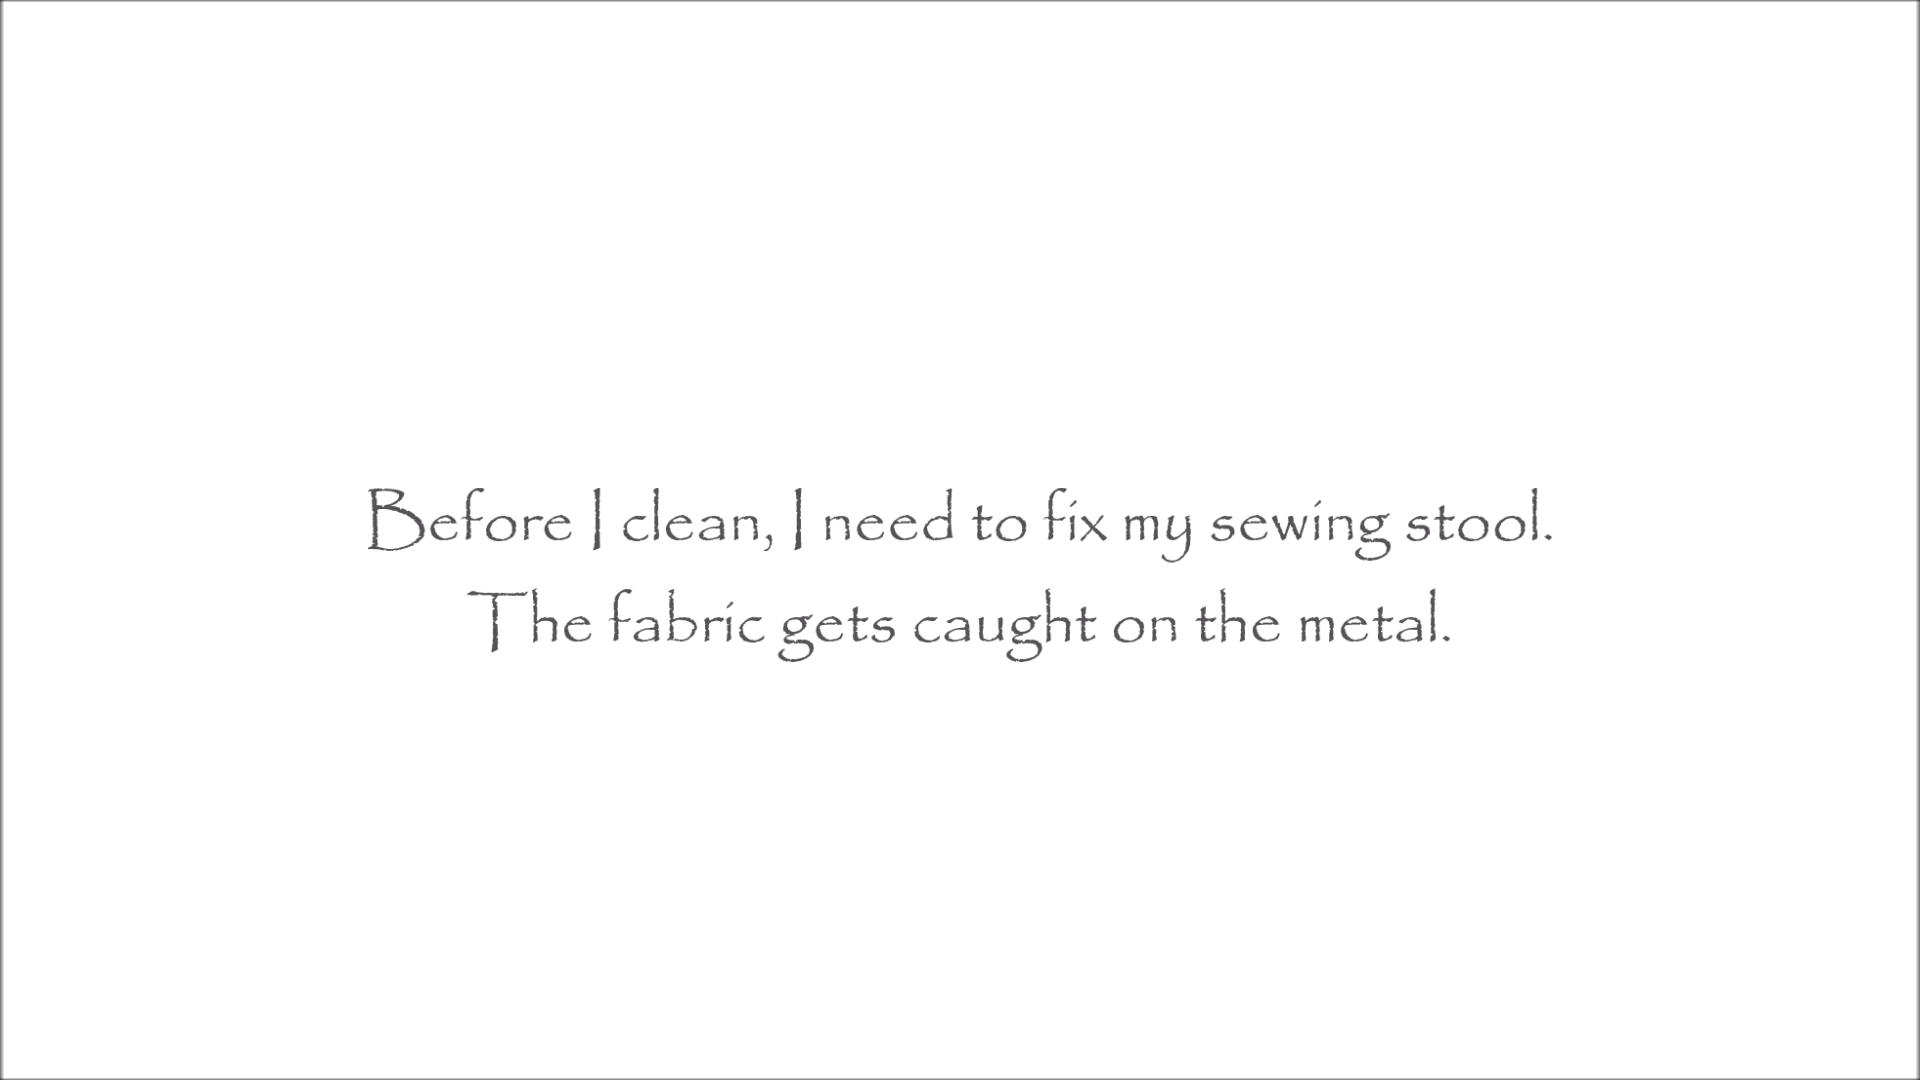 Before I clean, I need to fix my sewing stool.
The fabric gets caught on the metal.